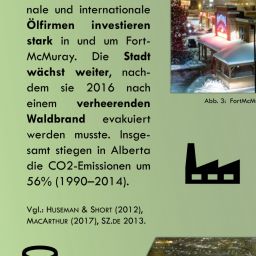 nale und internationale
Ölfirmen investieren
stark in und um Fort-
McMurray. Die Stadt
wächst weiter, nach-
dem sie 2016 nach
einem verheerenden
Waldbrand evakuiert
werden musste. Insge-
samt stiegen in Alberta
die CO2-Emissionen um
56% (1990–2014).
Vgl.: Huseman & Short (2012),
MacArthur (2017), SZ.de 2013.
Abb. 3: FortMcM